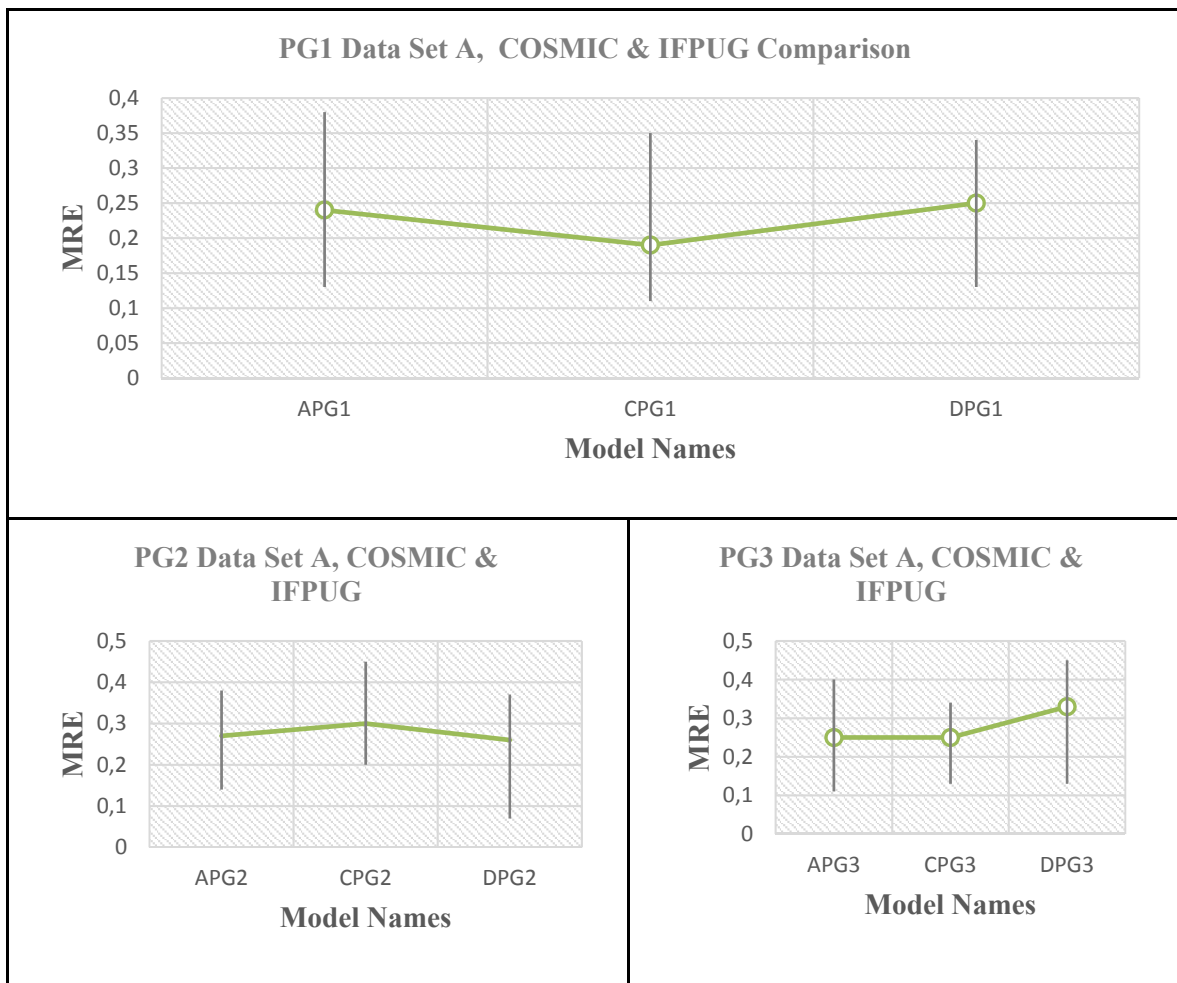 PG1 Data Set A,  COSMIC & IFPUG Comparison
0,4
0,35
0,3
0,25
0,2
0,15
0,1
0,05
0
MRE
APG1 CPG1 DPG1
Model Names
PG2 Data Set A, COSMIC &
IFPUG
0,5
0,4
0,3
0,2
0,1
0
MRE
APG2 CPG2 DPG2
Model Names
PG3 Data Set A, COSMIC &
IFPUG
0,5
0,4
0,3
0,2
0,1
0
MRE
APG3 CPG3 DPG3
Model Names